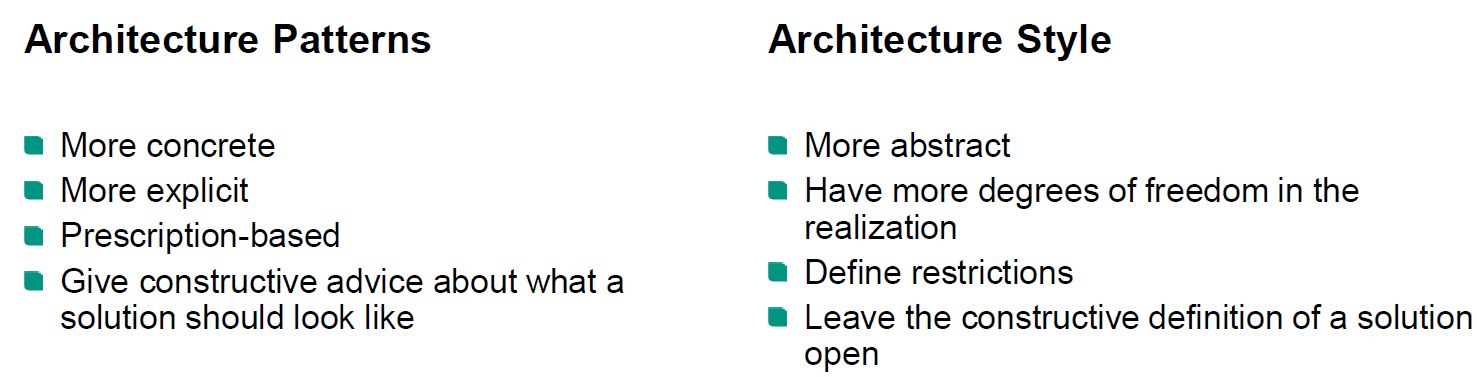 Architecture Patterns
More concrete
More explicit
Prescription-based
Give constructive advice about what a
solution should look like
Architecture Style
More abstract
Have more degrees of freedom in the
realization
Define restrictions
Leave the constructive definition of a solution
open